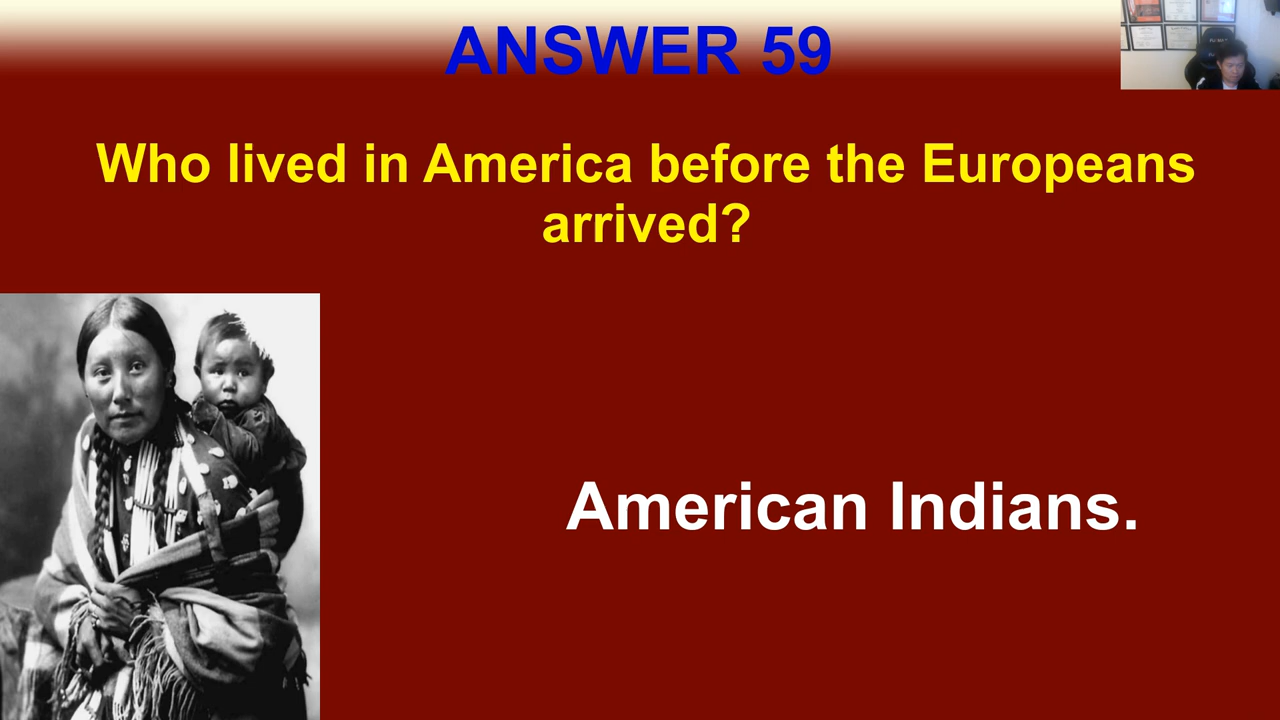 ANSWER 59
Who lived in America before the Europeans
arrived?
American Indians.